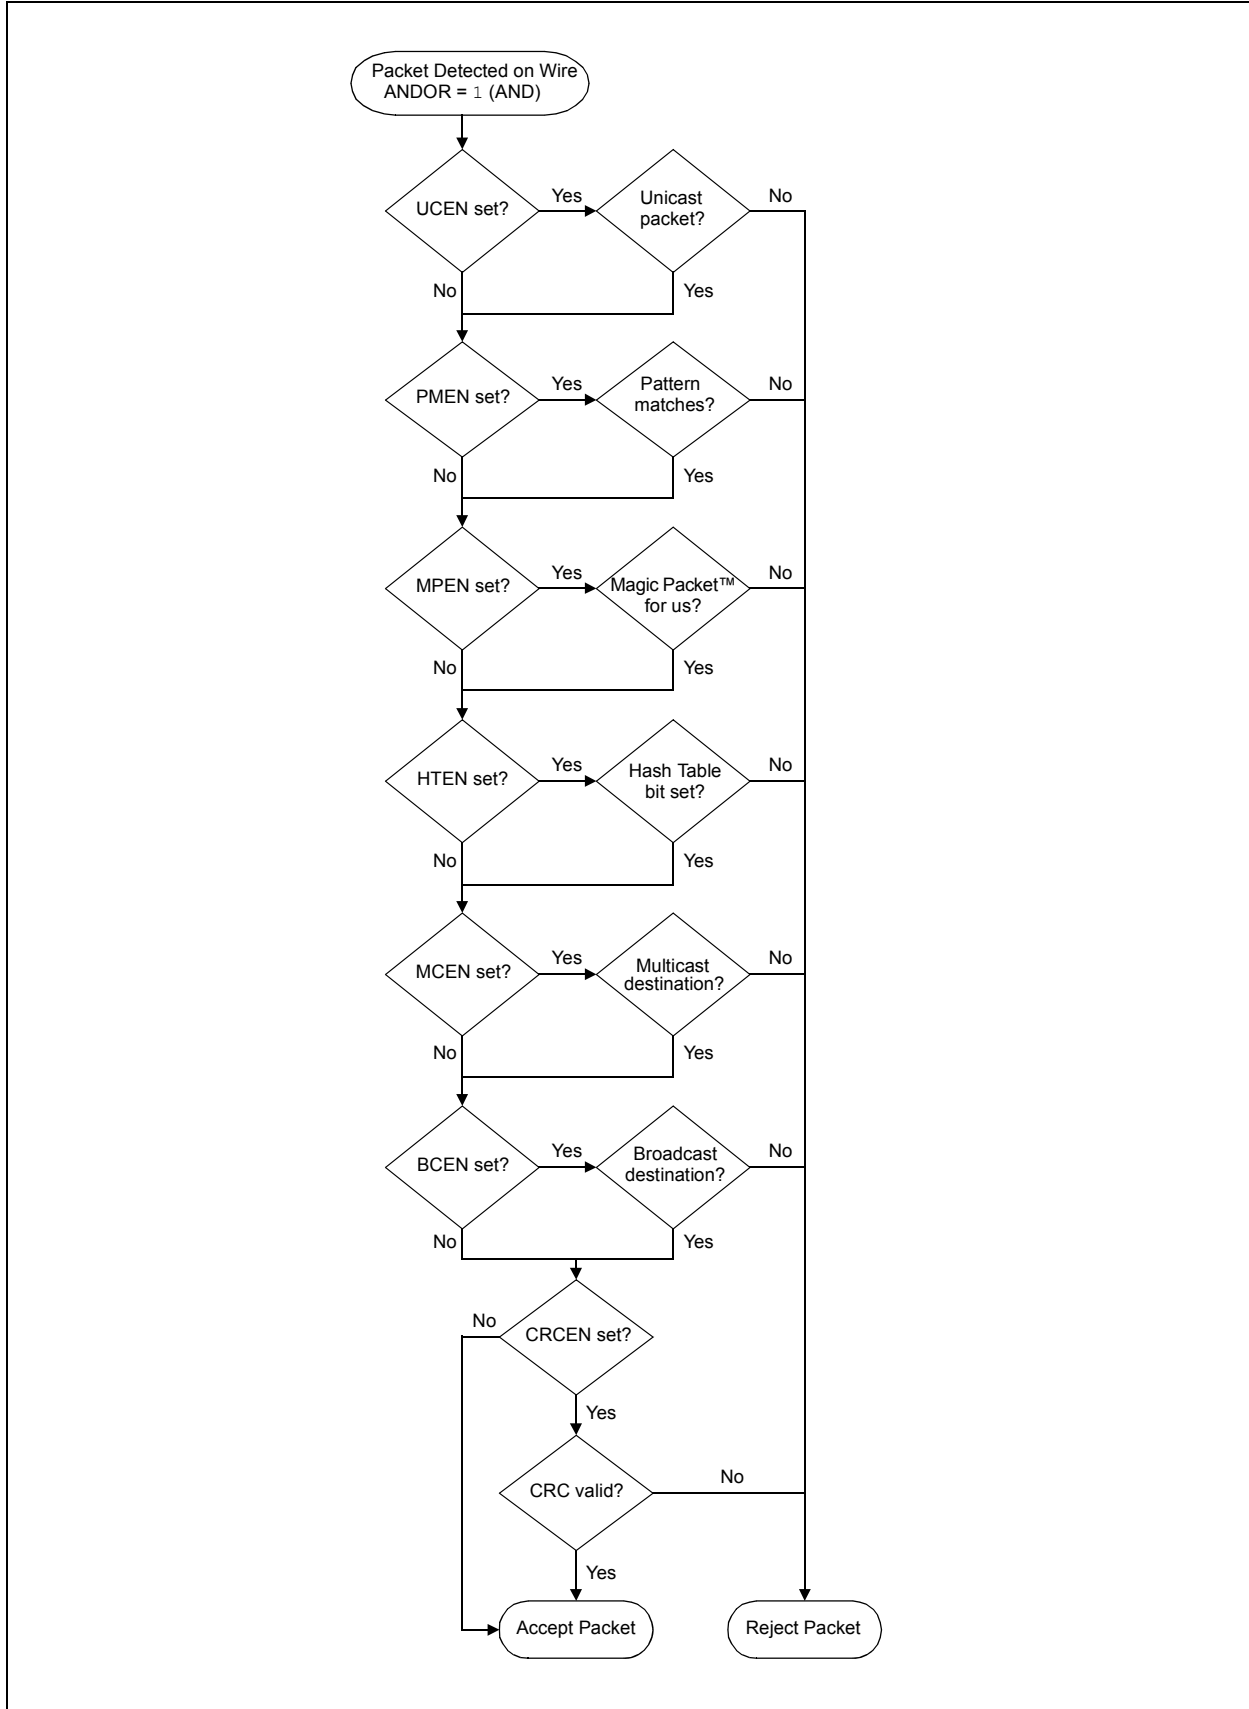 Packet Detected on Wire
ANDOR = 1 (AND)
UCEN set?
Yes
Unicast
packet?
No
No
Yes
PMEN set?
Yes
Pattern
matches?
No
No
Yes
MPEN set?
Yes
Magic Packet™
for us?
No
No
Yes
HTEN set?
Yes
Hash Table
bit set?
No
No
Yes
MCEN set?
Yes
Multicast
destination?
No
No
Yes
BCEN set?
Yes
Broadcast
destination?
No
No
Yes
No
CRCEN set?
Yes
CRC valid?
No
Yes
Accept Packet
Reject Packet